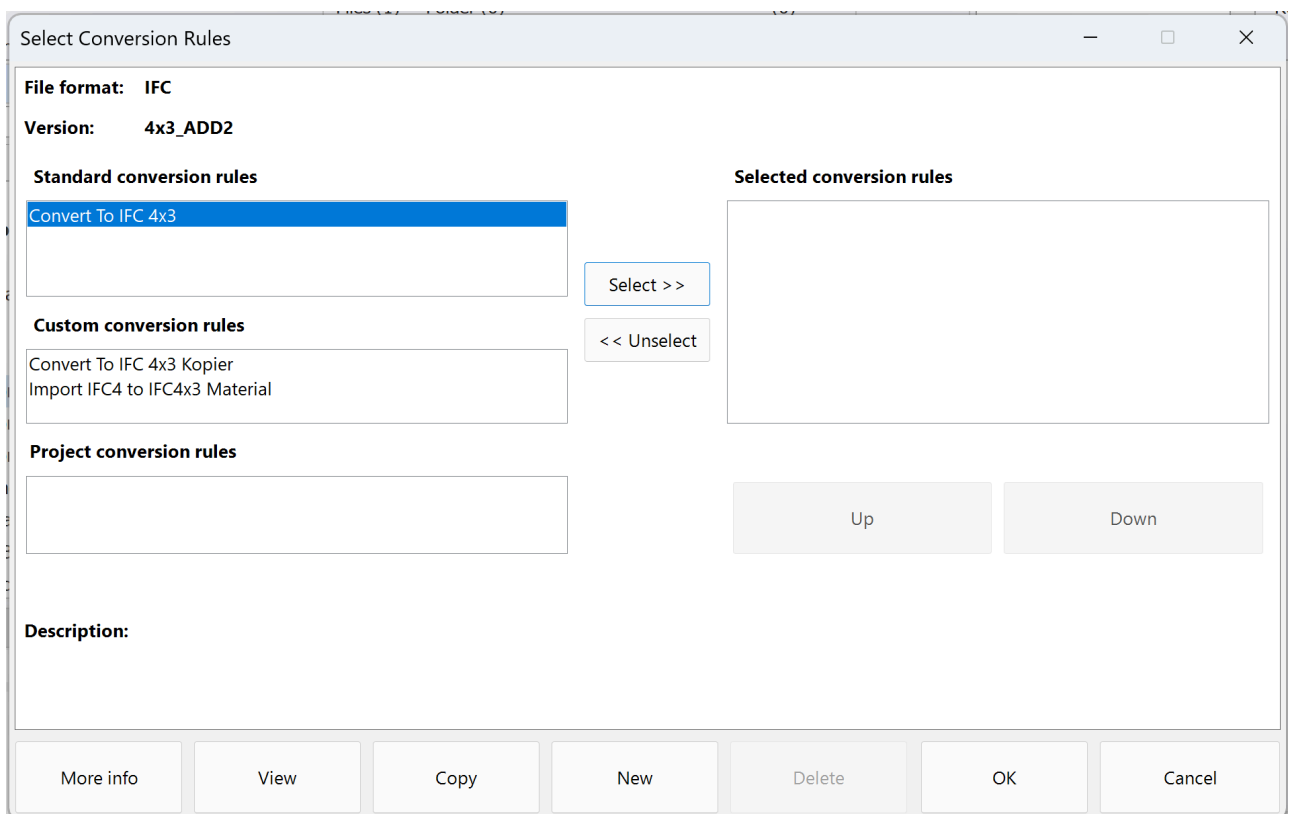 Select Conversion Rules
File format: IFC
Version: 4x3_ADD2
Standard conversion rules
Convert To IFC 4x3
Custom conversion rules
Convert To IFC 4x3 Kopier
Import IFC4 to IFC4x3 Material
Project conversion rules
Select >>
<< Unselect
Selected conversion rules
Up Down
Description:
More info View Copy New Delete OK Cancel